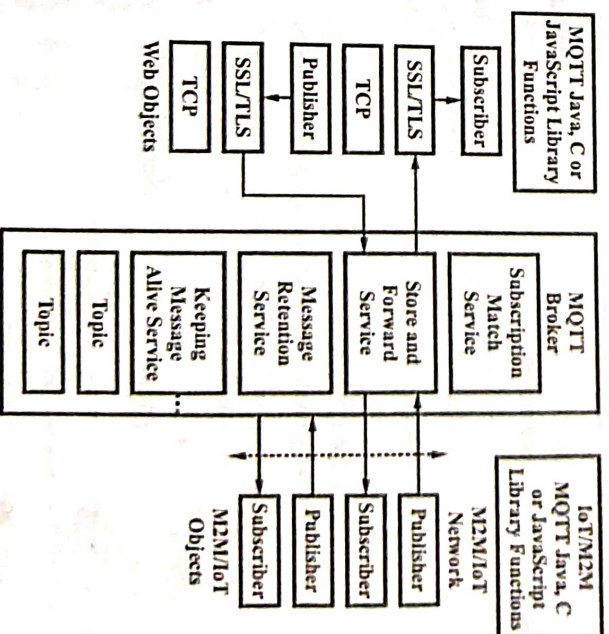 MQTT Java, C or
JavaScript Library
Functions
Subscriber
SSL/TLS
TCP
Publisher
SSL/TLS
TCP
Web Objects
MQTT
Broker
Subscription
Match
Service
Store and
Forward
Service
Message
Retention
Service
Keeping
Message
Alive Service
Topic
Topic
IoT/M2M
MQTT Java, C
or JavaScript
Library Functions
M2M/IoT
Network
Publisher
Subscriber
Publisher
Subscriber
M2M/IoT
Objects